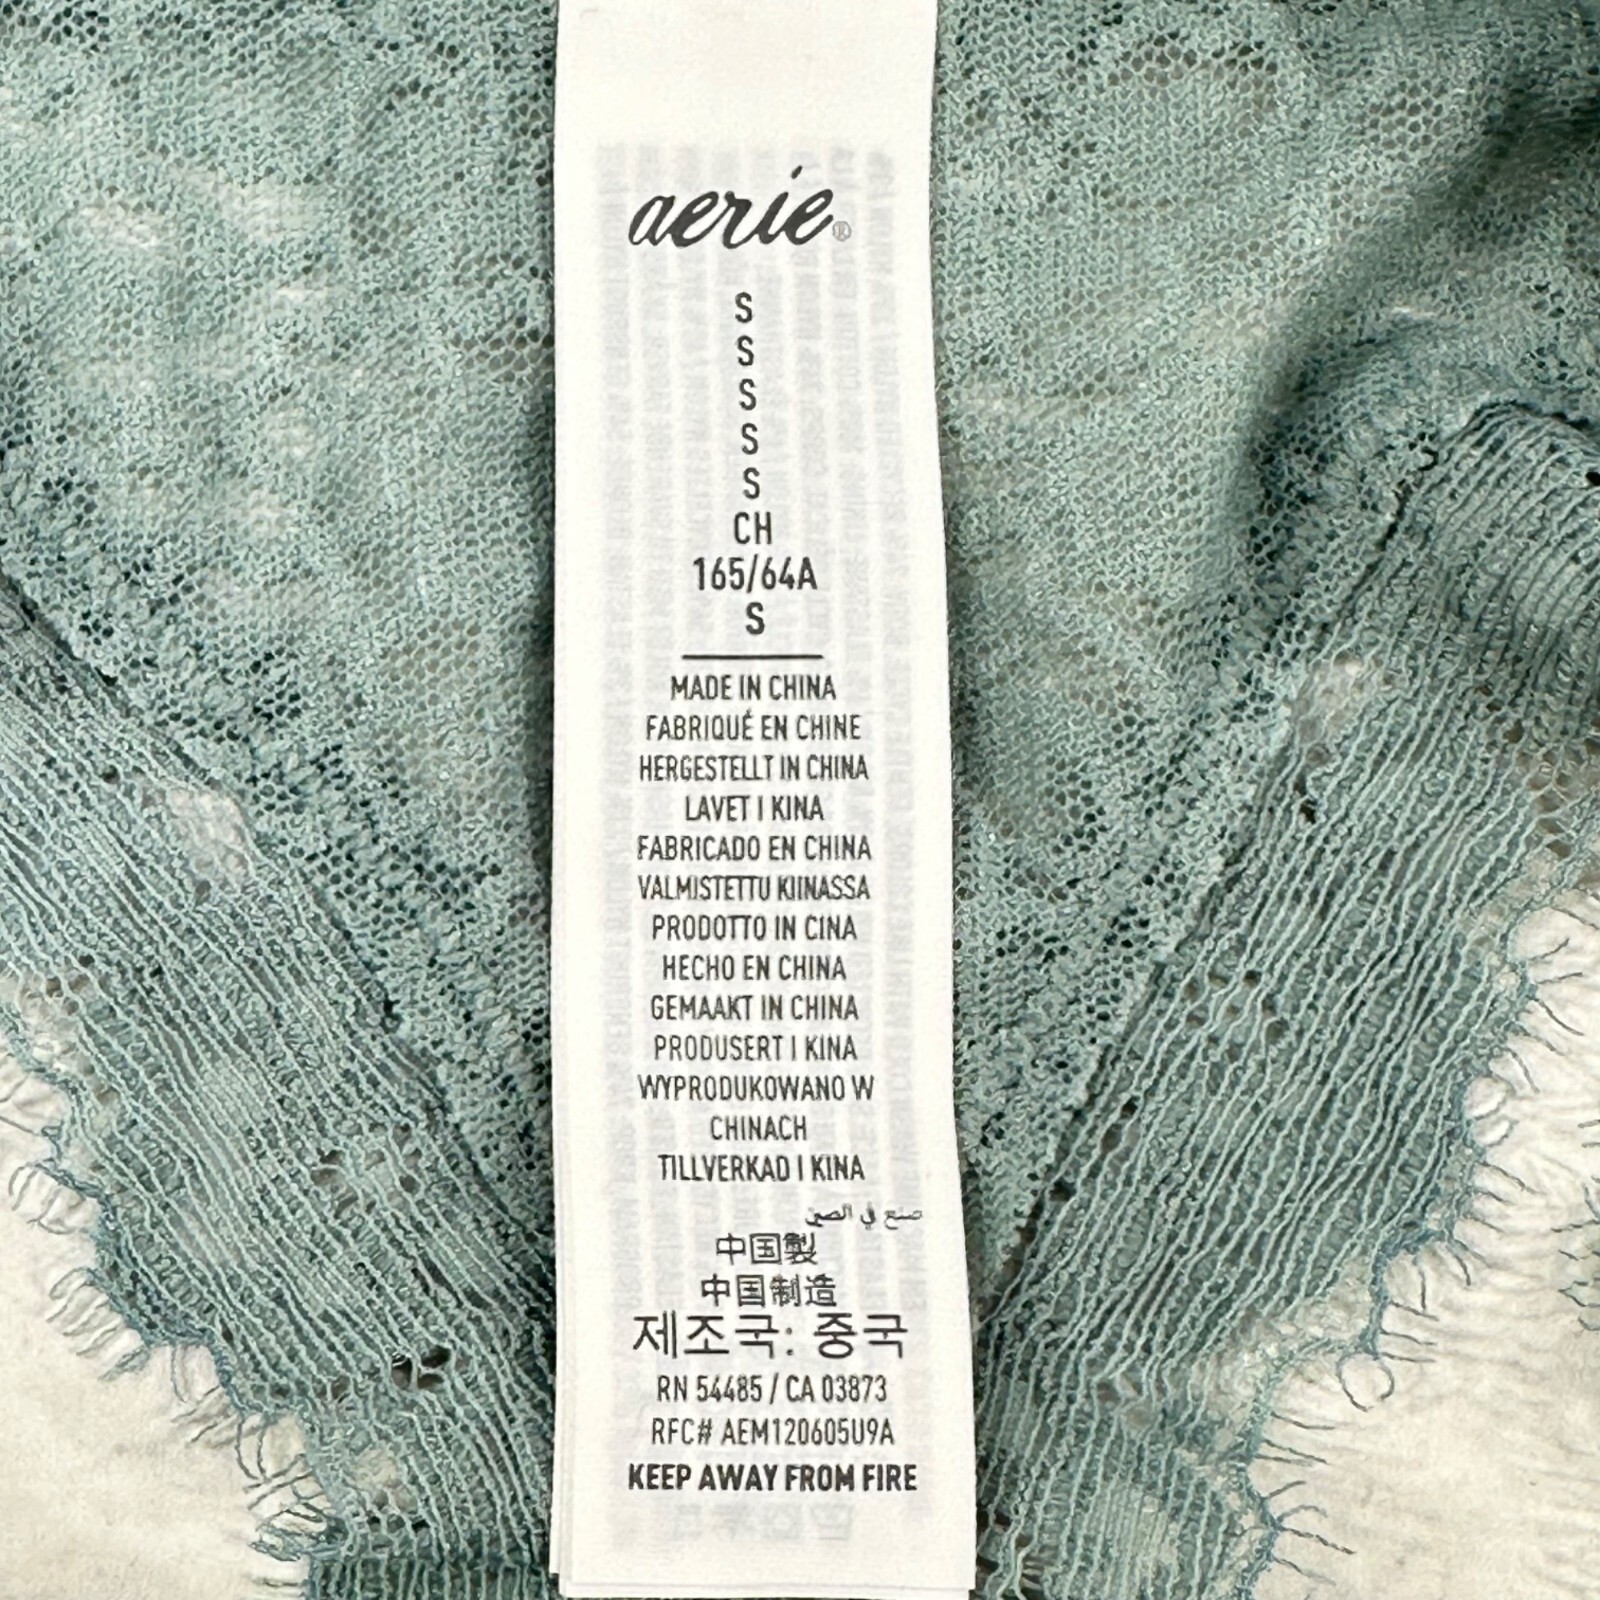 aerie®
S
S
S
S
S
CH
165/64A
S
MADE IN CHINA
FABRIQUÉ EN CHINE
HERGESTELLT IN CHINA
LAVET I KINA
FABRICADO EN CHINA
VALMISTETTU KIINASSA
PRODOTTO IN CINA
HECHO EN CHINA
GEMAAKT IN CHINA
PRODUSERT I KINA
WYPRODUKOWANO W
CHINACH
TILLVERKAD I KINA
صنع في الصين
中国製
中国制造
제조국: 중국
RN 54485 / CA 03873
RFC# AEM120605U9A
KEEP AWAY FROM FIRE